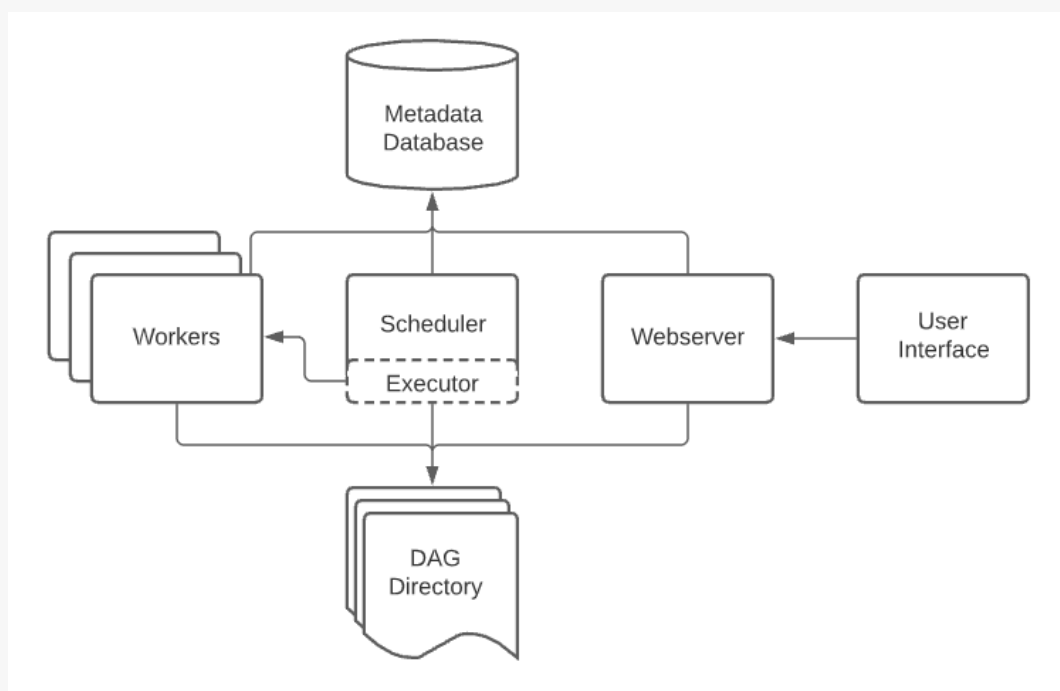 Metadata
Database
Workers
Scheduler
Executor
Webserver
User
Interface
DAG
Directory